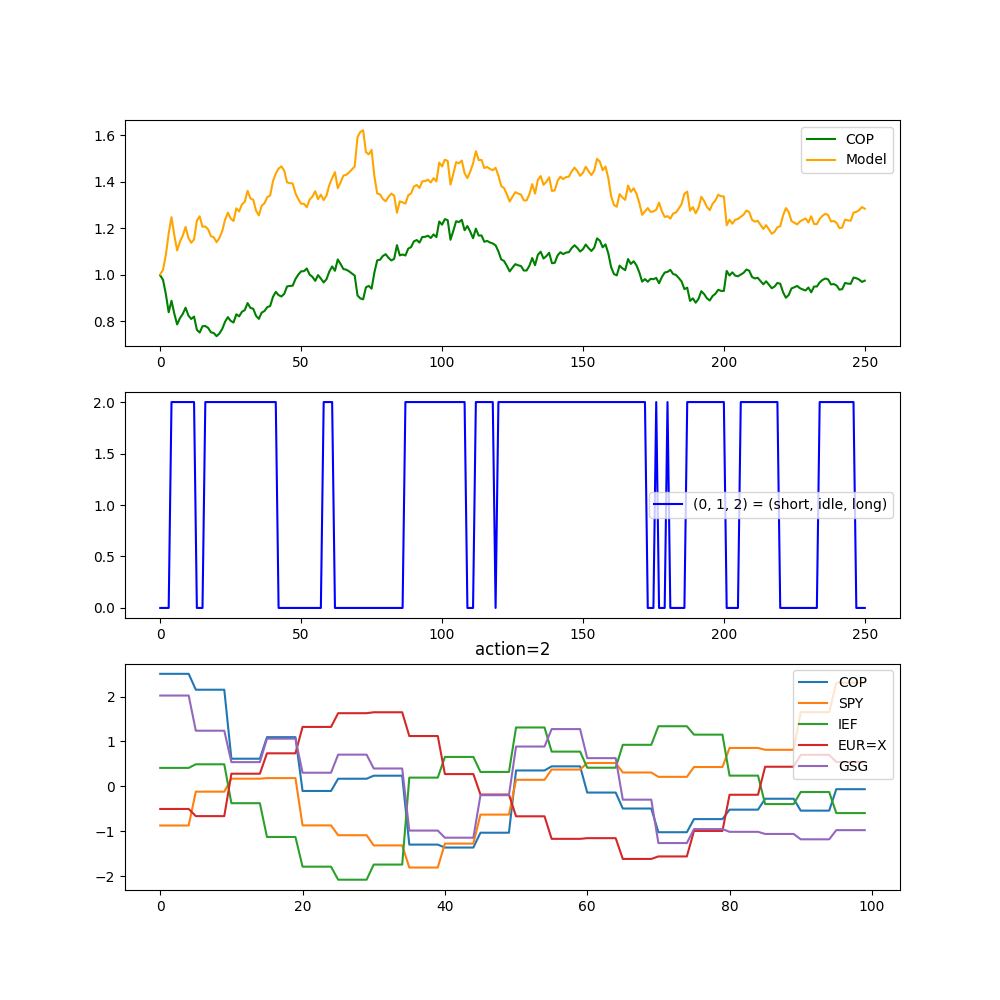 1.6
1.4
1.2
1.0
0.8
COP
Model
0 50 100 150 200 250
2.0
1.5
1.0
0.5
0.0
(0, 1, 2) = (short, idle, long)
0 50 100 150 200 250
action=2
2
1
0
−1
−2
COP
SPY
IEF
EUR=X
GSG
0 20 40 60 80 100